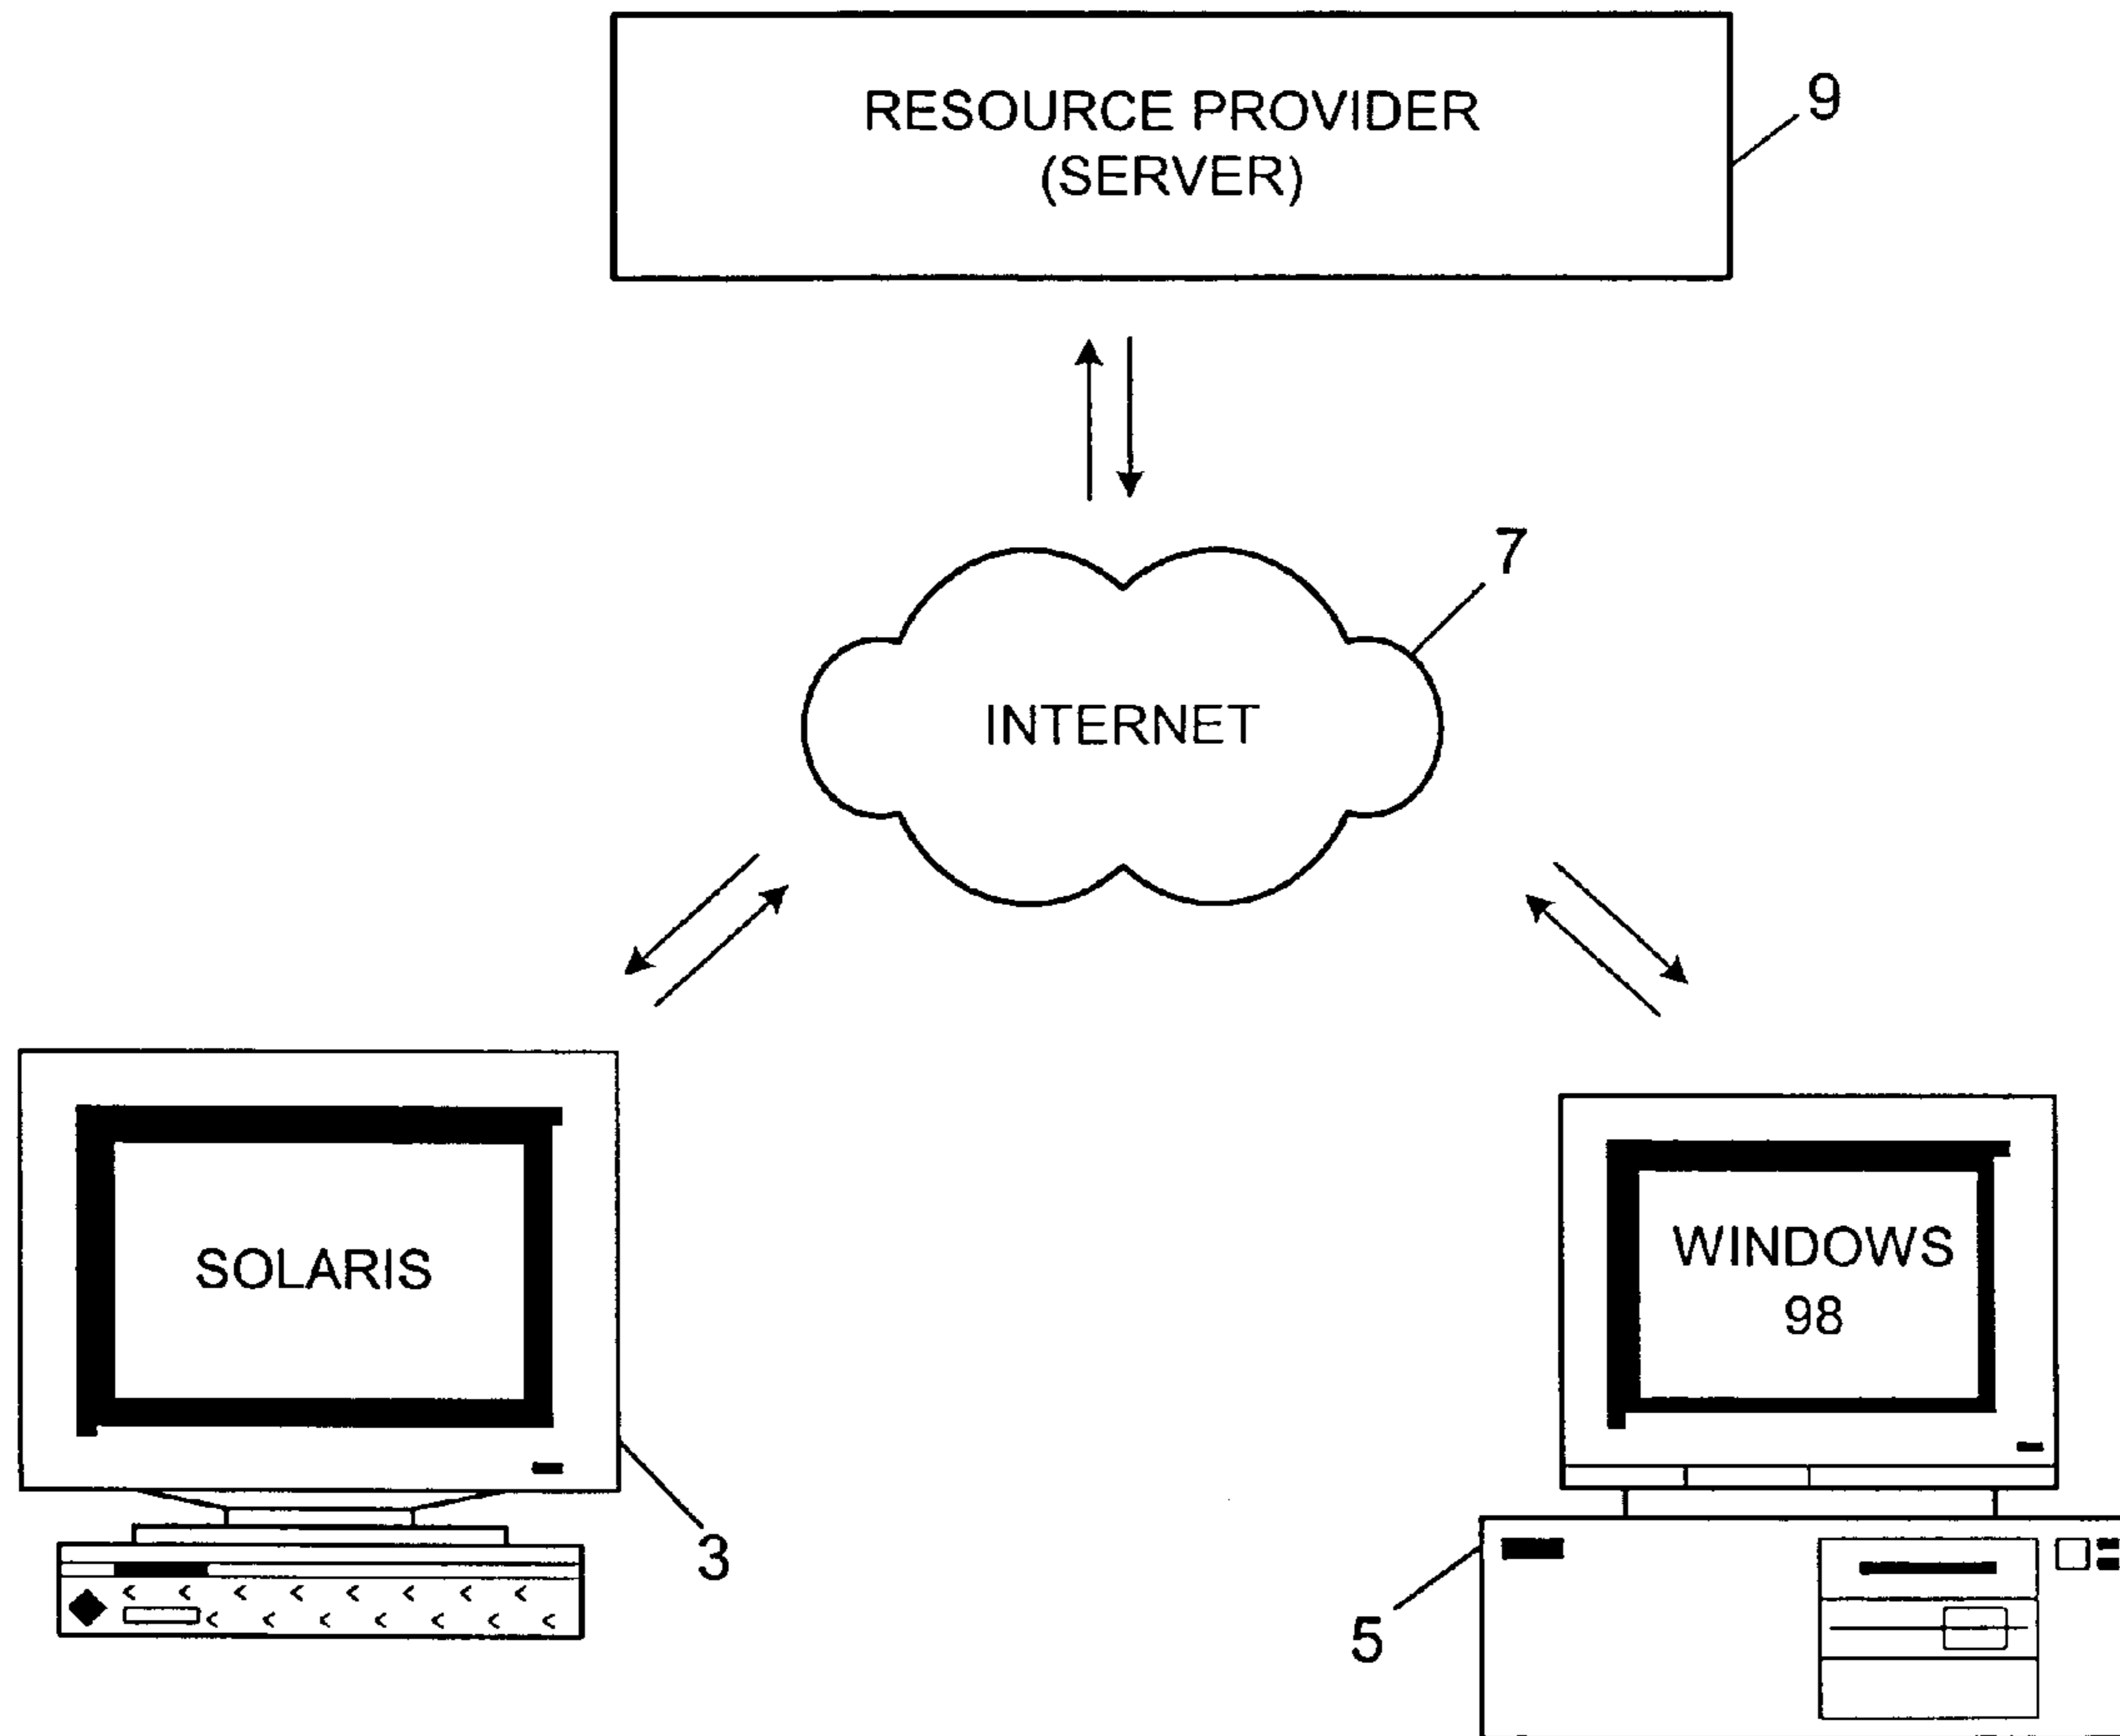 RESOURCE PROVIDER
(SERVER)
9
7
INTERNET
SOLARIS
WINDOWS
98
3
5